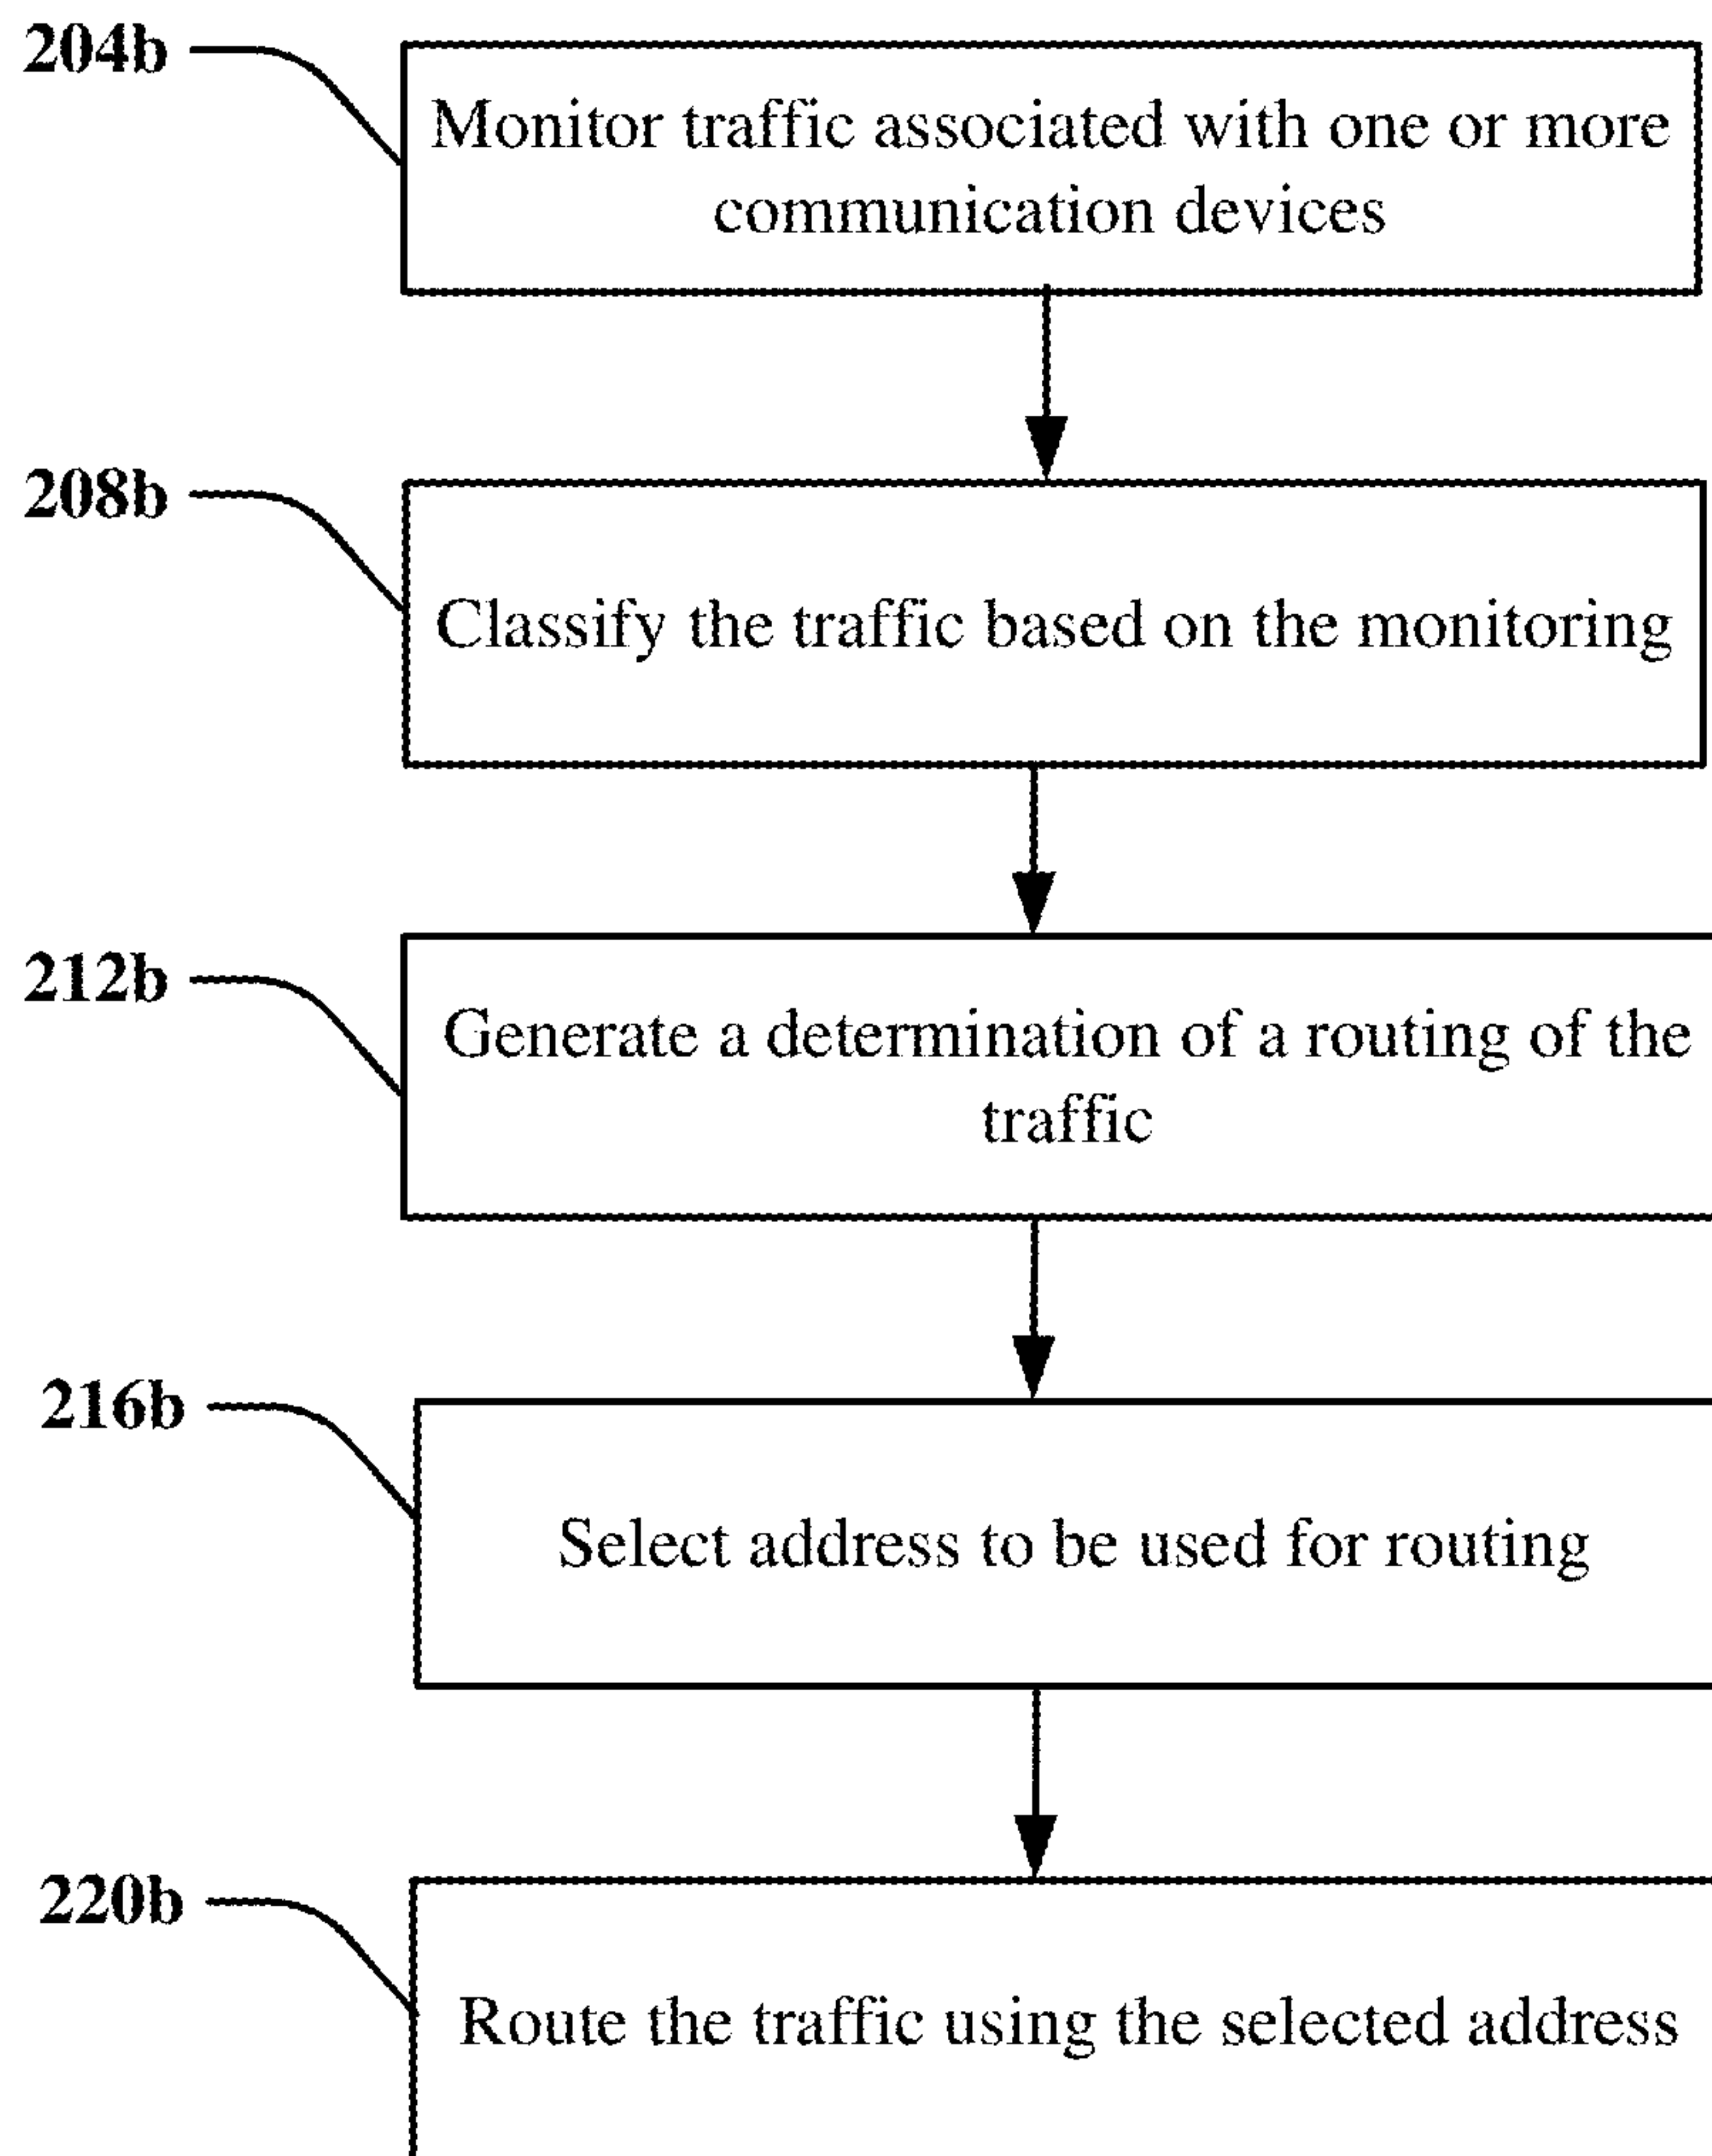 204b
Monitor traffic associated with one or more
communication devices
208b
Classify the traffic based on the monitoring
212b
Generate a determination of a routing of the
traffic
216b
Select address to be used for routing
220b
Route the traffic using the selected address